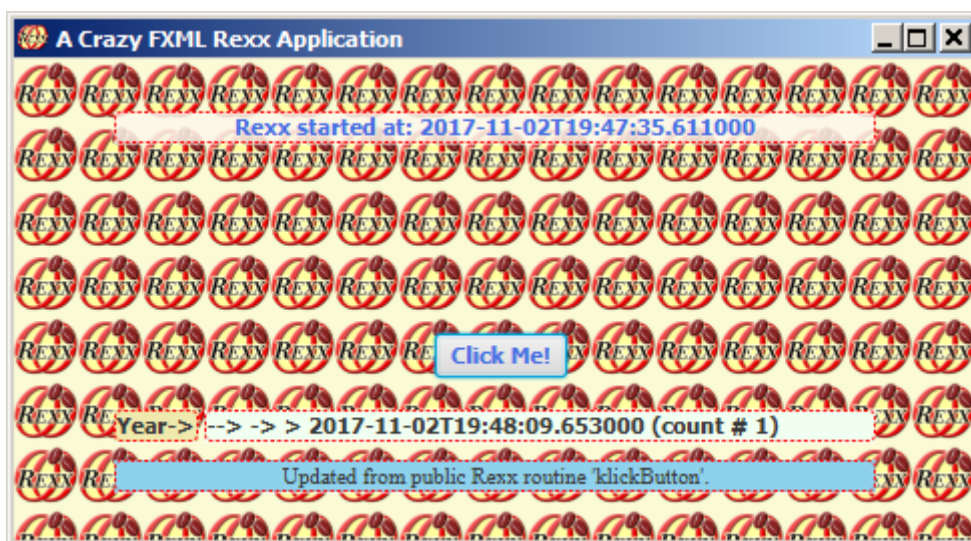 A Crazy FXML Rexx Application
Rexx started at: 2017-11-02T19:47:35.611000
Click Me!
Year-> --> -> > 2017-11-02T19:48:09.653000 (count # 1)
Updated from public Rexx routine 'klickButton'.